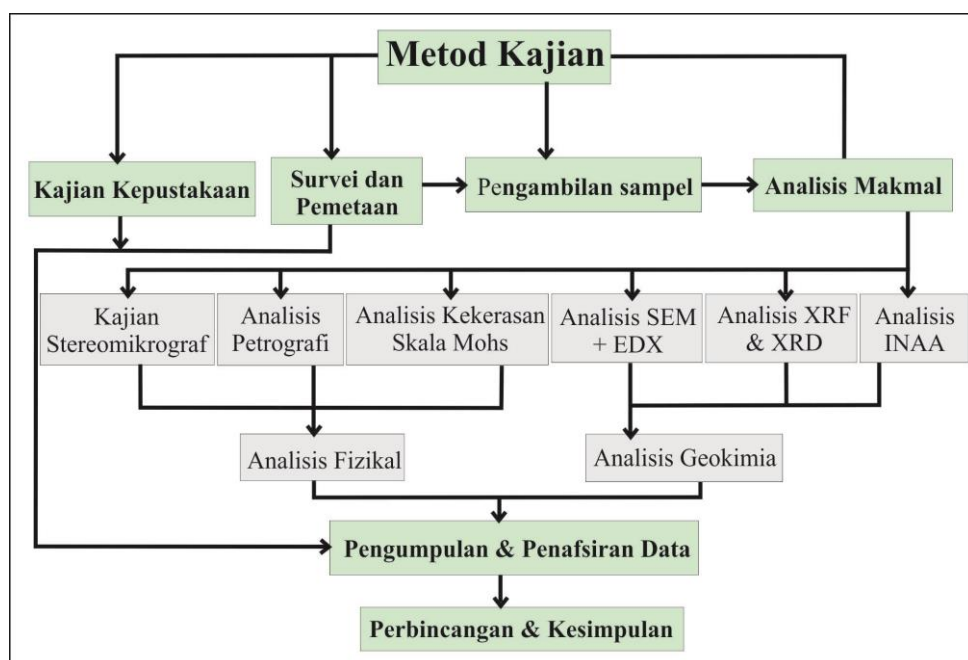 Metod Kajian
Kajian Kepustakaan
Survei dan
Pemetaan
Pengambilan sampel
Analisis Makmal
Kajian
Stereomikrograf
Analisis
Petrografi
Analisis Kekerasan
Skala Mohs
Analisis SEM
+ EDX
Analisis XRF
& XRD
Analisis
INAA
Analisis Fizikal
Analisis Geokimia
Pengumpulan & Penafsiran Data
Perbincangan & Kesimpulan